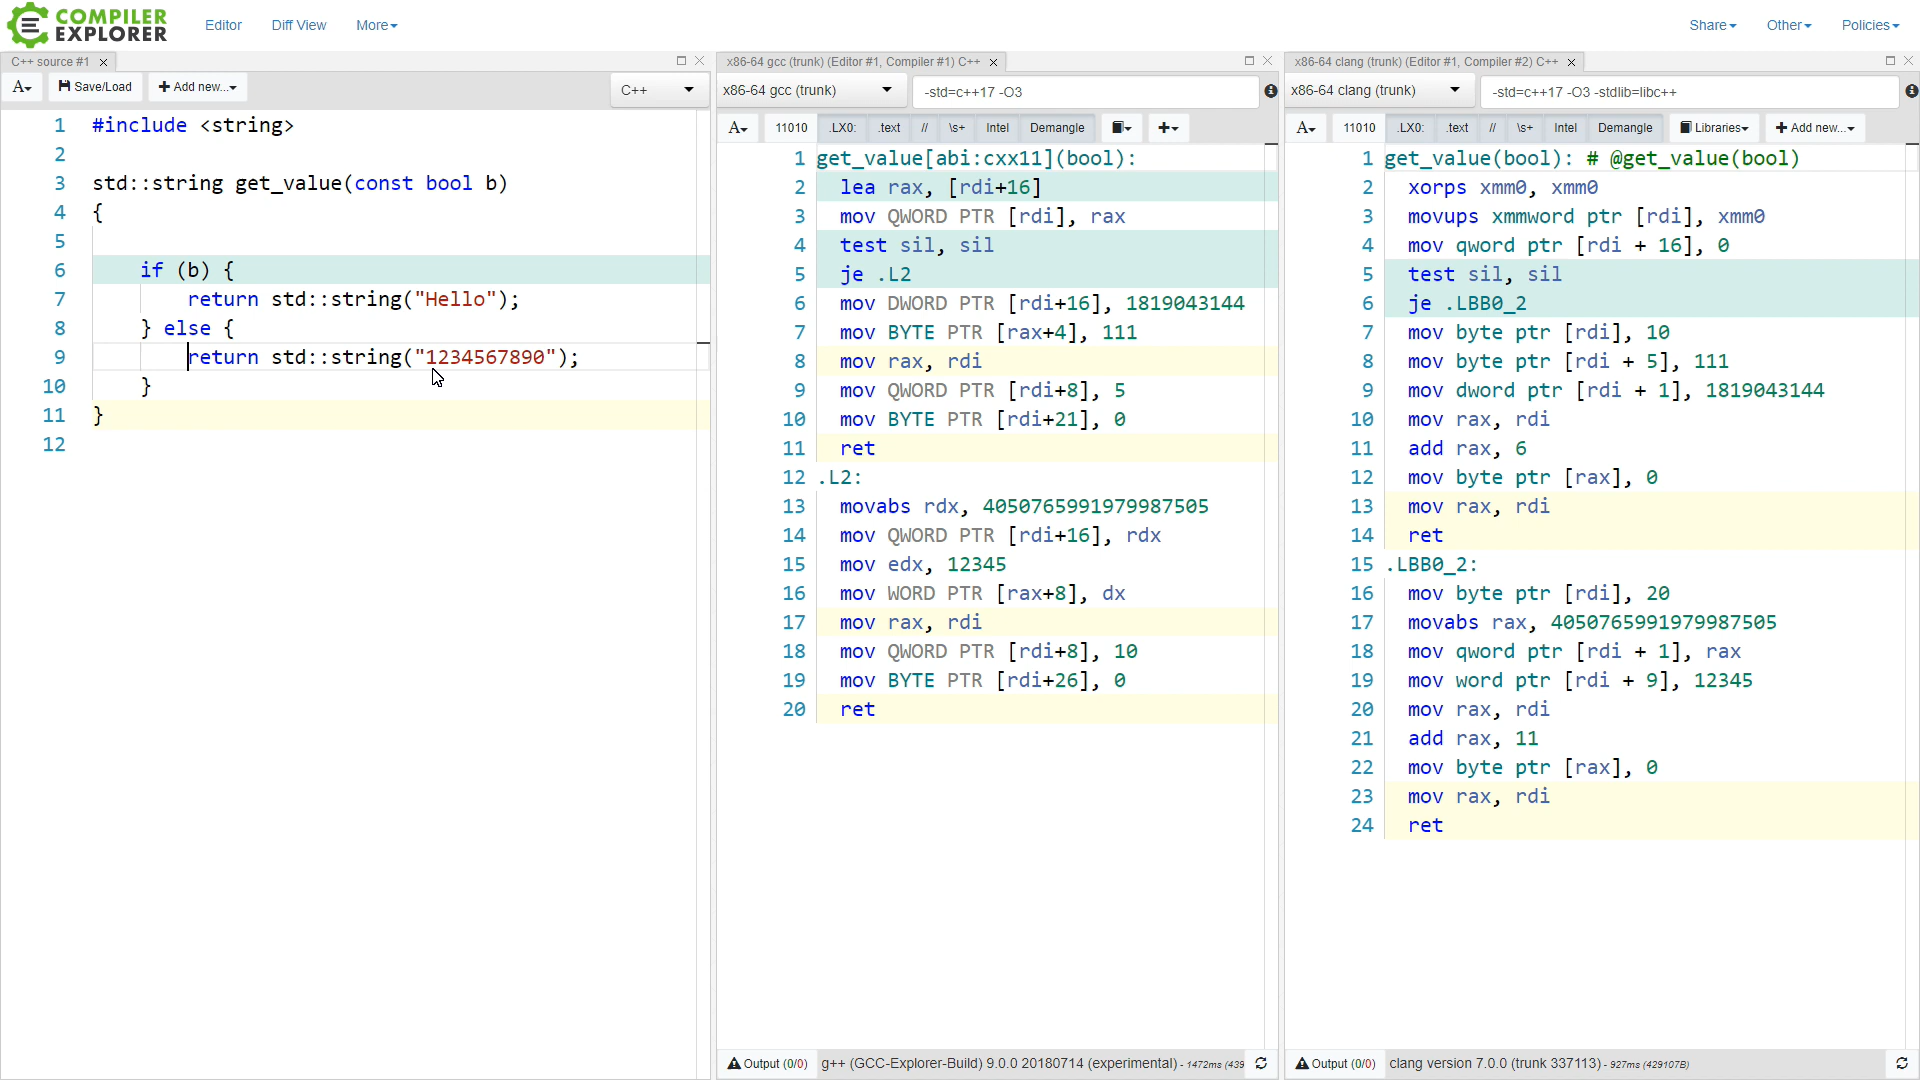 COMPILER
EXPLORER
Editor
Diff View
More
Share
Other
Policies
C++ source #1
A
Save/Load
Add new...
C++
1 #include <string>
2
3 std::string get_value(const bool b)
4 {
5
6 if (b) {
7 return std::string("Hello");
8 } else {
9 return std::string("1234567890");
10 }
11 }
12
x86-64 gcc (trunk) (Editor #1, Compiler #1) C++
x86-64 gcc (trunk)
-std=c++17 -O3
A
11010
.LX0:
.text
//
\s+
Intel
Demangle
1 get_value[abi:cxx11](bool):
2 lea rax, [rdi+16]
3 mov QWORD PTR [rdi], rax
4 test sil, sil
5 je .L2
6 mov DWORD PTR [rdi+16], 1819043144
7 mov BYTE PTR [rax+4], 111
8 mov rax, rdi
9 mov QWORD PTR [rdi+8], 5
10 mov BYTE PTR [rdi+21], 0
11 ret
12 .L2:
13 movabs rdx, 4050765991979987505
14 mov QWORD PTR [rdi+16], rdx
15 mov edx, 12345
16 mov WORD PTR [rax+8], dx
17 mov rax, rdi
18 mov QWORD PTR [rdi+8], 10
19 mov BYTE PTR [rdi+26], 0
20 ret
Output (0/0)
g++ (GCC-Explorer-Build) 9.0.0 20180714 (experimental) - 1472ms (439
x86-64 clang (trunk) (Editor #1, Compiler #2) C++
x86-64 clang (trunk)
-std=c++17 -O3 -stdlib=libc++
A
11010
.LX0:
.text
//
\s+
Intel
Demangle
Libraries
Add new...
1 get_value(bool): # @get_value(bool)
2 xorps xmm0, xmm0
3 movups xmmword ptr [rdi], xmm0
4 mov qword ptr [rdi + 16], 0
5 test sil, sil
6 je .LBB0_2
7 mov byte ptr [rdi], 10
8 mov byte ptr [rdi + 5], 111
9 mov dword ptr [rdi + 1], 1819043144
10 mov rax, rdi
11 add rax, 6
12 mov byte ptr [rax], 0
13 mov rax, rdi
14 ret
15 .LBB0_2:
16 mov byte ptr [rdi], 20
17 movabs rax, 4050765991979987505
18 mov qword ptr [rdi + 1], rax
19 mov word ptr [rdi + 9], 12345
20 mov rax, rdi
21 add rax, 11
22 mov byte ptr [rax], 0
23 mov rax, rdi
24 ret
Output (0/0)
clang version 7.0.0 (trunk 337113) - 927ms (429107B)